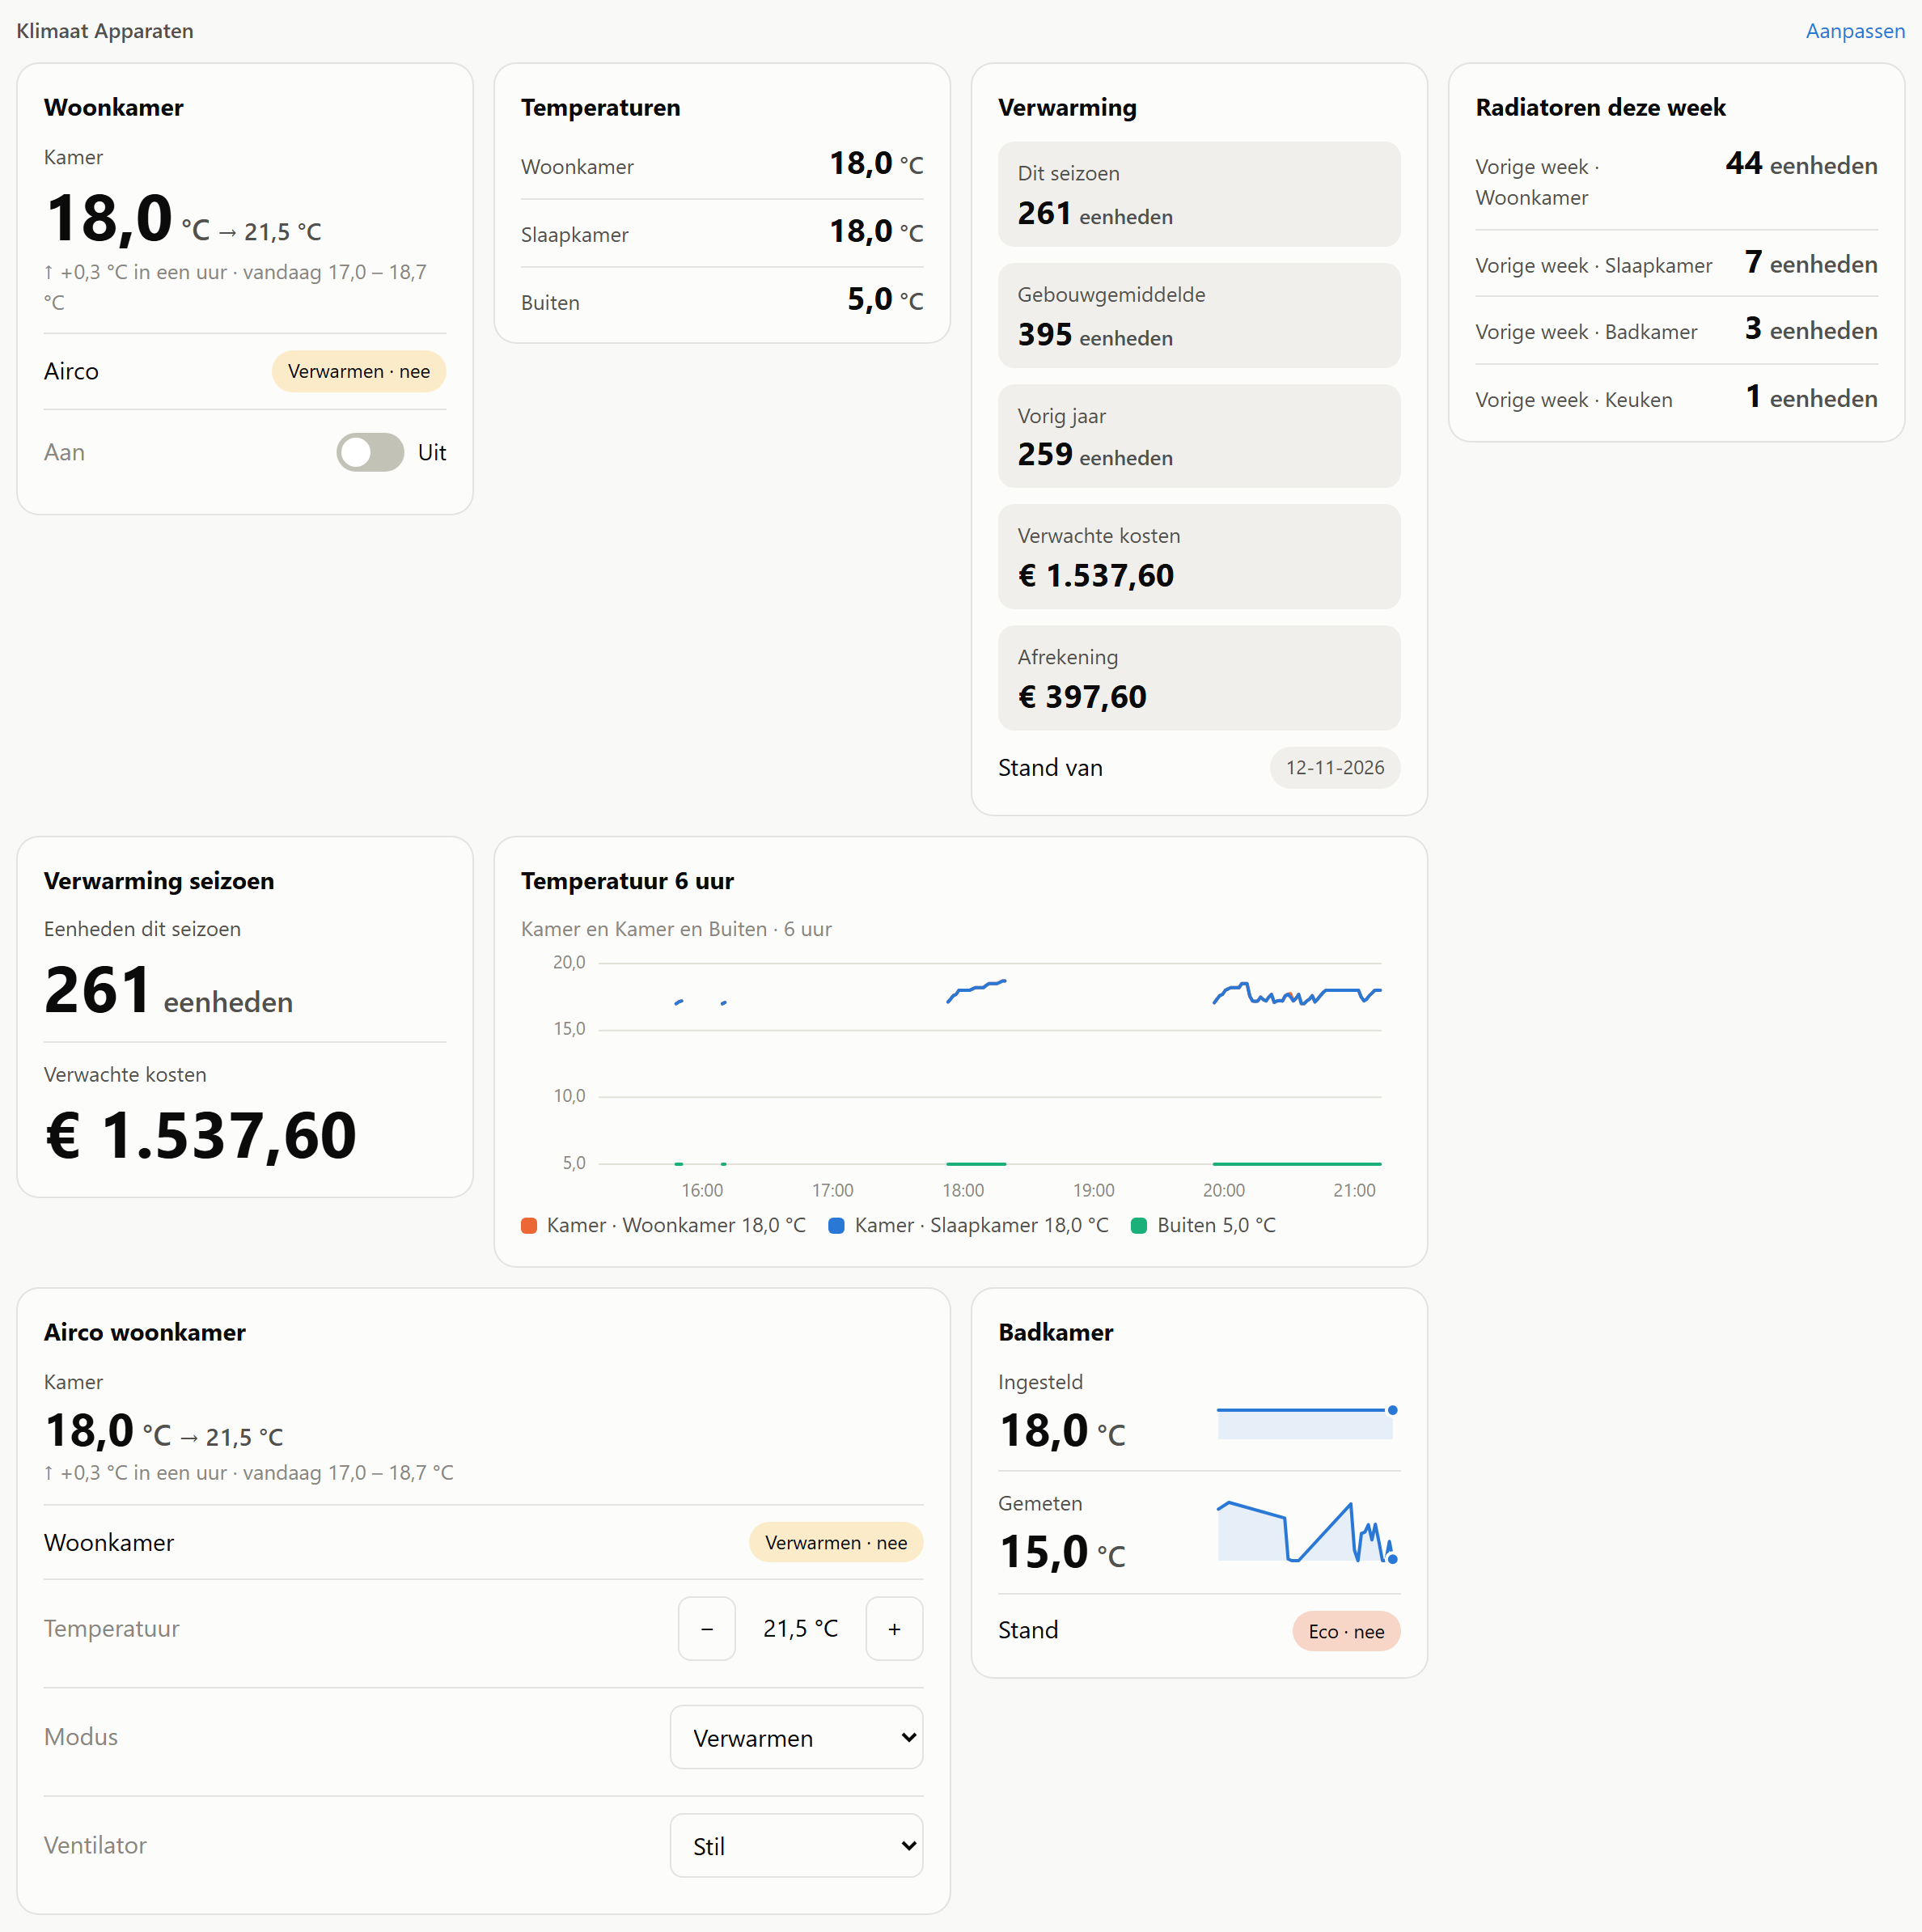 Klimaat Apparaten
Aanpassen
Woonkamer
Kamer
18,0 °C → 21,5 °C
↑ +0,3 °C in een uur · vandaag 17,0 – 18,7
°C
Airco
Verwarmen · nee
Aan
Uit
Temperaturen
Woonkamer 18,0 °C
Slaapkamer 18,0 °C
Buiten 5,0 °C
Verwarming
Dit seizoen
261 eenheden
Gebouwgemiddelde
395 eenheden
Vorig jaar
259 eenheden
Verwachte kosten
€ 1.537,60
Afrekening
€ 397,60
Stand van 12-11-2026
Radiatoren deze week
Vorige week · 44 eenheden
Woonkamer
Vorige week · Slaapkamer 7 eenheden
Vorige week · Badkamer 3 eenheden
Vorige week · Keuken 1 eenheden
Verwarming seizoen
Eenheden dit seizoen
261 eenheden
Verwachte kosten
€ 1.537,60
Temperatuur 6 uur
Kamer en Kamer en Buiten · 6 uur
20,0
15,0
10,0
5,0
16:00 17:00 18:00 19:00 20:00 21:00
Kamer · Woonkamer 18,0 °C Kamer · Slaapkamer 18,0 °C Buiten 5,0 °C
Airco woonkamer
Kamer
18,0 °C → 21,5 °C
↑ +0,3 °C in een uur · vandaag 17,0 – 18,7 °C
Woonkamer Verwarmen · nee
Temperatuur − 21,5 °C +
Modus Verwarmen
Ventilator Stil
Badkamer
Ingesteld
18,0 °C
Gemeten
15,0 °C
Stand Eco · nee